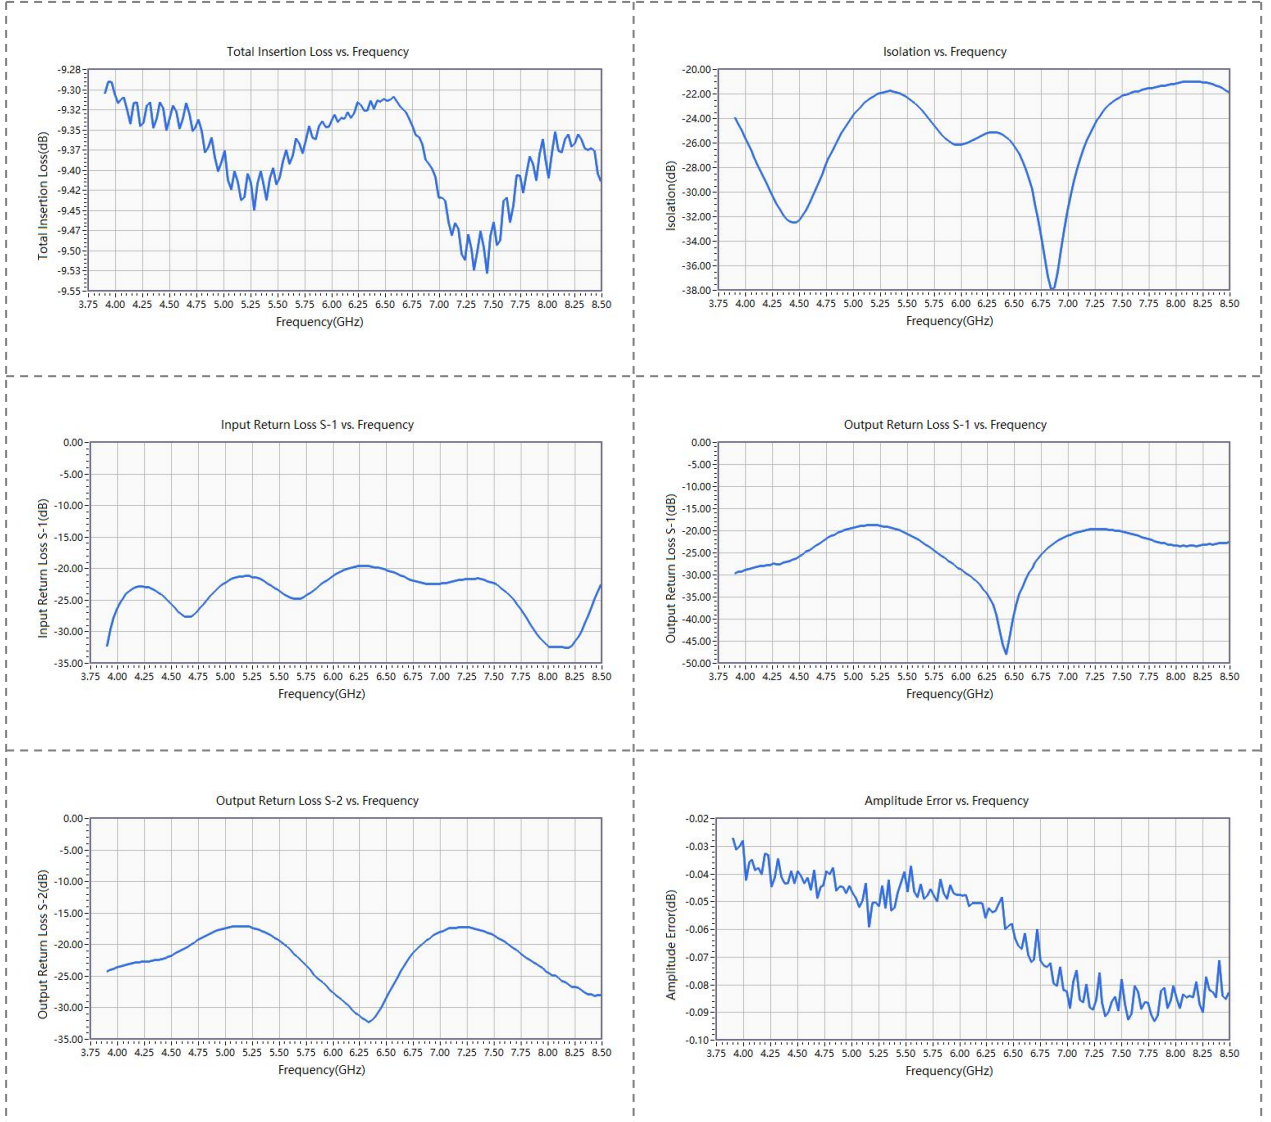 Total Insertion Loss vs. Frequency
Total Insertion Loss(dB)
-9.28
-9.30
-9.32
-9.35
-9.37
-9.40
-9.42
-9.45
-9.47
-9.50
-9.53
-9.55
3.75 4.00 4.25 4.50 4.75 5.00 5.25 5.50 5.75 6.00 6.25 6.50 6.75 7.00 7.25 7.50 7.75 8.00 8.25 8.50
Frequency(GHz)
Isolation vs. Frequency
Isolation(dB)
-20.00
-22.00
-24.00
-26.00
-28.00
-30.00
-32.00
-34.00
-36.00
-38.00
3.75 4.00 4.25 4.50 4.75 5.00 5.25 5.50 5.75 6.00 6.25 6.50 6.75 7.00 7.25 7.50 7.75 8.00 8.25 8.50
Frequency(GHz)
Input Return Loss S-1 vs. Frequency
Input Return Loss S-1(dB)
0.00
-5.00
-10.00
-15.00
-20.00
-25.00
-30.00
-35.00
3.75 4.00 4.25 4.50 4.75 5.00 5.25 5.50 5.75 6.00 6.25 6.50 6.75 7.00 7.25 7.50 7.75 8.00 8.25 8.50
Frequency(GHz)
Output Return Loss S-1 vs. Frequency
Output Return Loss S-1(dB)
0.00
-5.00
-10.00
-15.00
-20.00
-25.00
-30.00
-35.00
-40.00
-45.00
-50.00
3.75 4.00 4.25 4.50 4.75 5.00 5.25 5.50 5.75 6.00 6.25 6.50 6.75 7.00 7.25 7.50 7.75 8.00 8.25 8.50
Frequency(GHz)
Output Return Loss S-2 vs. Frequency
Output Return Loss S-2(dB)
0.00
-5.00
-10.00
-15.00
-20.00
-25.00
-30.00
-35.00
3.75 4.00 4.25 4.50 4.75 5.00 5.25 5.50 5.75 6.00 6.25 6.50 6.75 7.00 7.25 7.50 7.75 8.00 8.25 8.50
Frequency(GHz)
Amplitude Error vs. Frequency
Amplitude Error(dB)
-0.02
-0.03
-0.04
-0.05
-0.06
-0.07
-0.08
-0.09
-0.10
3.75 4.00 4.25 4.50 4.75 5.00 5.25 5.50 5.75 6.00 6.25 6.50 6.75 7.00 7.25 7.50 7.75 8.00 8.25 8.50
Frequency(GHz)